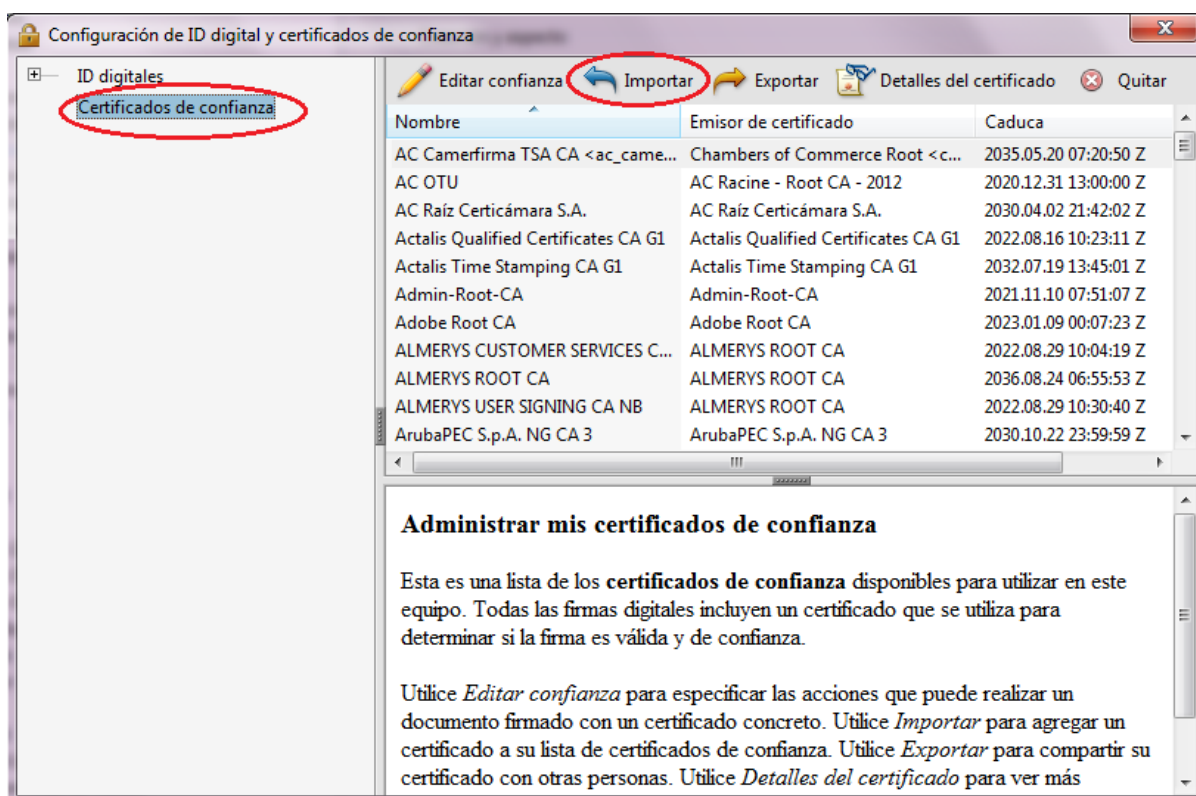 Configuración de ID digital y certificados de confianza
ID digitales
Certificados de confianza
Editar confianza Importar Exportar Detalles del certificado Quitar
Nombre Emisor de certificado Caduca
AC Camerfirma TSA CA <ac_came... Chambers of Commerce Root <c... 2035.05.20 07:20:50 Z
AC OTU AC Racine - Root CA - 2012 2020.12.31 13:00:00 Z
AC Raíz Certicámara S.A. AC Raíz Certicámara S.A. 2030.04.02 21:42:02 Z
Actalis Qualified Certificates CA G1 Actalis Qualified Certificates CA G1 2022.08.16 10:23:11 Z
Actalis Time Stamping CA G1 Actalis Time Stamping CA G1 2032.07.19 13:45:01 Z
Admin-Root-CA Admin-Root-CA 2021.11.10 07:51:07 Z
Adobe Root CA Adobe Root CA 2023.01.09 00:07:23 Z
ALMERYS CUSTOMER SERVICES C... ALMERYS ROOT CA 2022.08.29 10:04:19 Z
ALMERYS ROOT CA ALMERYS ROOT CA 2036.08.24 06:55:53 Z
ALMERYS USER SIGNING CA NB ALMERYS ROOT CA 2022.08.29 10:30:40 Z
ArubaPEC S.p.A. NG CA 3 ArubaPEC S.p.A. NG CA 3 2030.10.22 23:59:59 Z
Administrar mis certificados de confianza
Esta es una lista de los certificados de confianza disponibles para utilizar en este
equipo. Todas las firmas digitales incluyen un certificado que se utiliza para
determinar si la firma es válida y de confianza.
Utilice Editar confianza para especificar las acciones que puede realizar un
documento firmado con un certificado concreto. Utilice Importar para agregar un
certificado a su lista de certificados de confianza. Utilice Exportar para compartir su
certificado con otras personas. Utilice Detalles del certificado para ver más